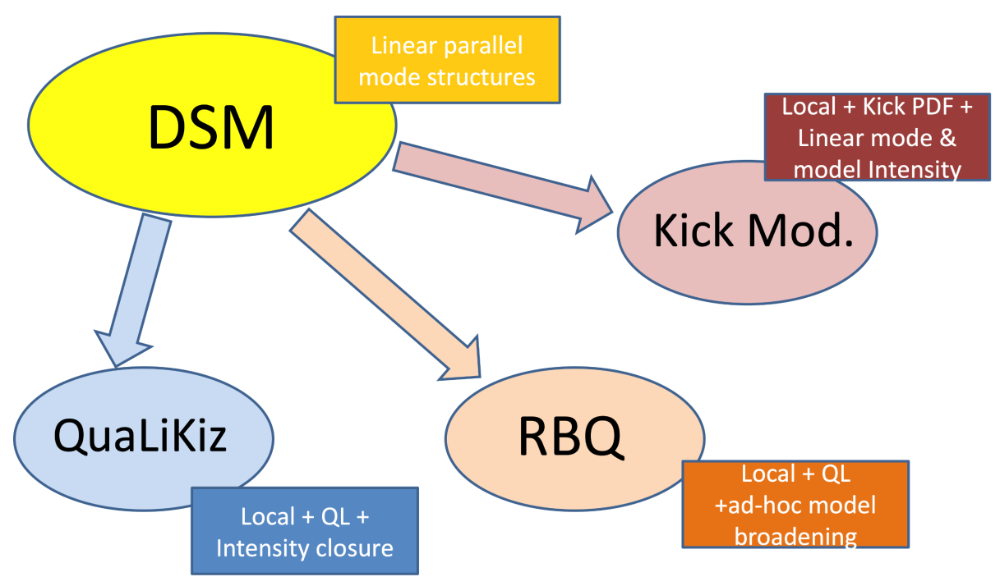 Linear parallel
mode structures
DSM
Local + Kick PDF +
Linear mode &
model Intensity
Kick Mod.
QuaLiKiz
Local + QL +
Intensity closure
RBQ
Local + QL
+ad-hoc model
broadening